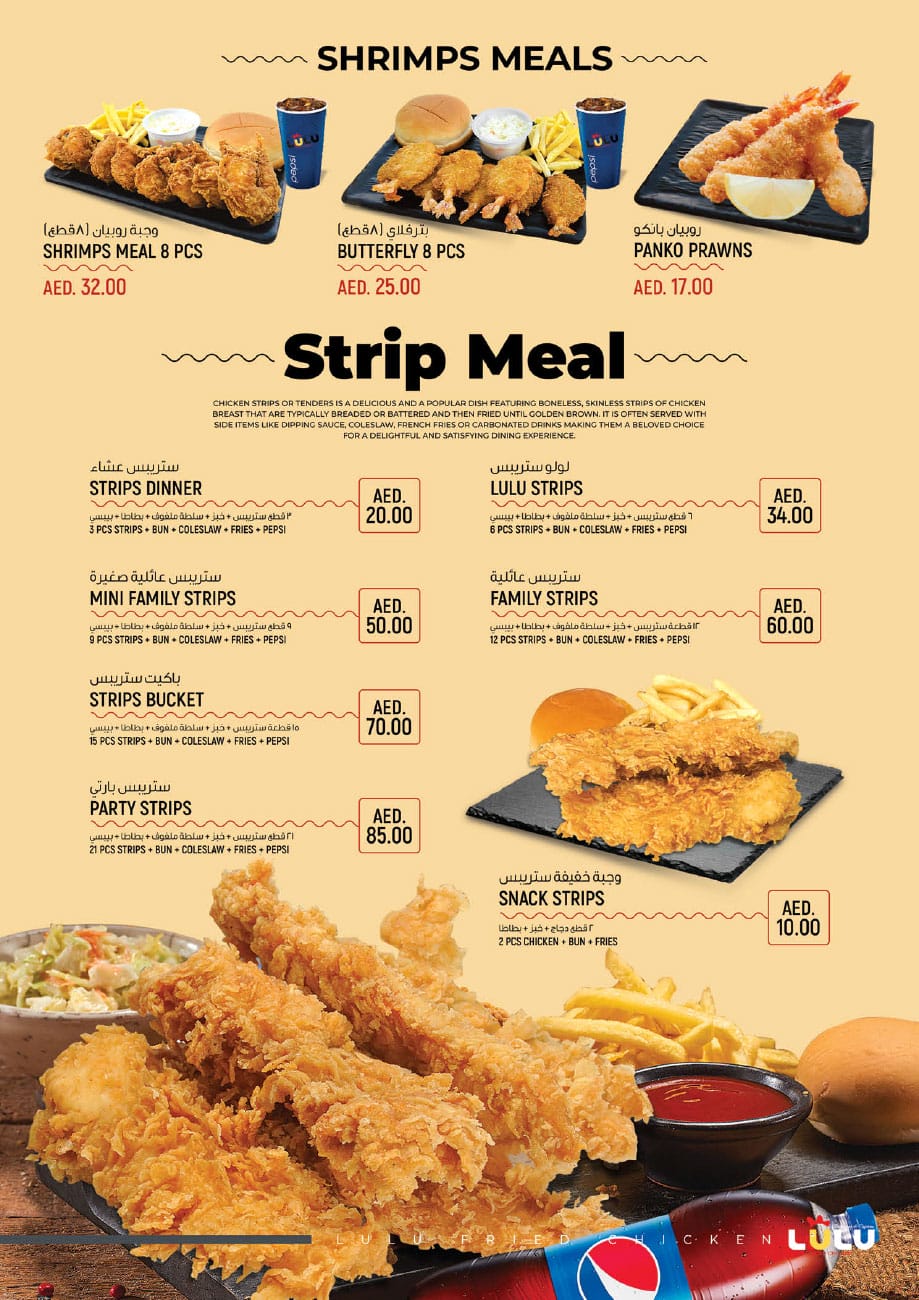 SHRIMPS MEALS
LULU
pepsi
LULU
pepsi
وجبة روبيان (٨قطع)
SHRIMPS MEAL 8 PCS
AED. 32.00
بترفلاي (٨قطع)
BUTTERFLY 8 PCS
AED. 25.00
روبيان بانكو
PANKO PRAWNS
AED. 17.00
Strip Meal
CHICKEN STRIPS OR TENDERS IS A DELICIOUS AND A POPULAR DISH FEATURING BONELESS, SKINLESS STRIPS OF CHICKEN
BREAST THAT ARE TYPICALLY BREADED OR BATTERED AND THEN FRIED UNTIL GOLDEN BROWN. IT IS OFTEN SERVED WITH
SIDE ITEMS LIKE DIPPING SAUCE, COLESLAW, FRENCH FRIES OR CARBONATED DRINKS MAKING THEM A BELOVED CHOICE
FOR A DELIGHTFUL AND SATISFYING DINING EXPERIENCE.
ستريبس عشاء
STRIPS DINNER
٣ قطع ستريبس + خبز + سلطة ملفوف + بطاطا + بيبسي
3 PCS STRIPS + BUN + COLESLAW + FRIES + PEPSI
AED.
20.00
لولو ستريبس
LULU STRIPS
٦ قطع ستريبس + خبز + سلطة ملفوف + بطاطا + بيبسي
6 PCS STRIPS + BUN + COLESLAW + FRIES + PEPSI
AED.
34.00
ستريبس عائلية صغيرة
MINI FAMILY STRIPS
٩ قطع ستريبس + خبز + سلطة ملفوف + بطاطا + بيبسي
9 PCS STRIPS + BUN + COLESLAW + FRIES + PEPSI
AED.
50.00
ستريبس عائلية
FAMILY STRIPS
١٢ قطعة ستريبس + خبز + سلطة ملفوف + بطاطا + بيبسي
12 PCS STRIPS + BUN + COLESLAW + FRIES + PEPSI
AED.
60.00
باكيت ستريبس
STRIPS BUCKET
١٥ قطعة ستريبس + خبز + سلطة ملفوف + بطاطا + بيبسي
15 PCS STRIPS + BUN + COLESLAW + FRIES + PEPSI
AED.
70.00
ستريبس بارتي
PARTY STRIPS
٢١ قطع ستريبس + خبز + سلطة ملفوف + بطاطا + بيبسي
21 PCS STRIPS + BUN + COLESLAW + FRIES + PEPSI
AED.
85.00
وجبة خفيفة ستريبس
SNACK STRIPS
٢ قطع دجاج + خبز + بطاطا
2 PCS CHICKEN + BUN + FRIES
AED.
10.00
LULU FRIED CHICKEN
LULU